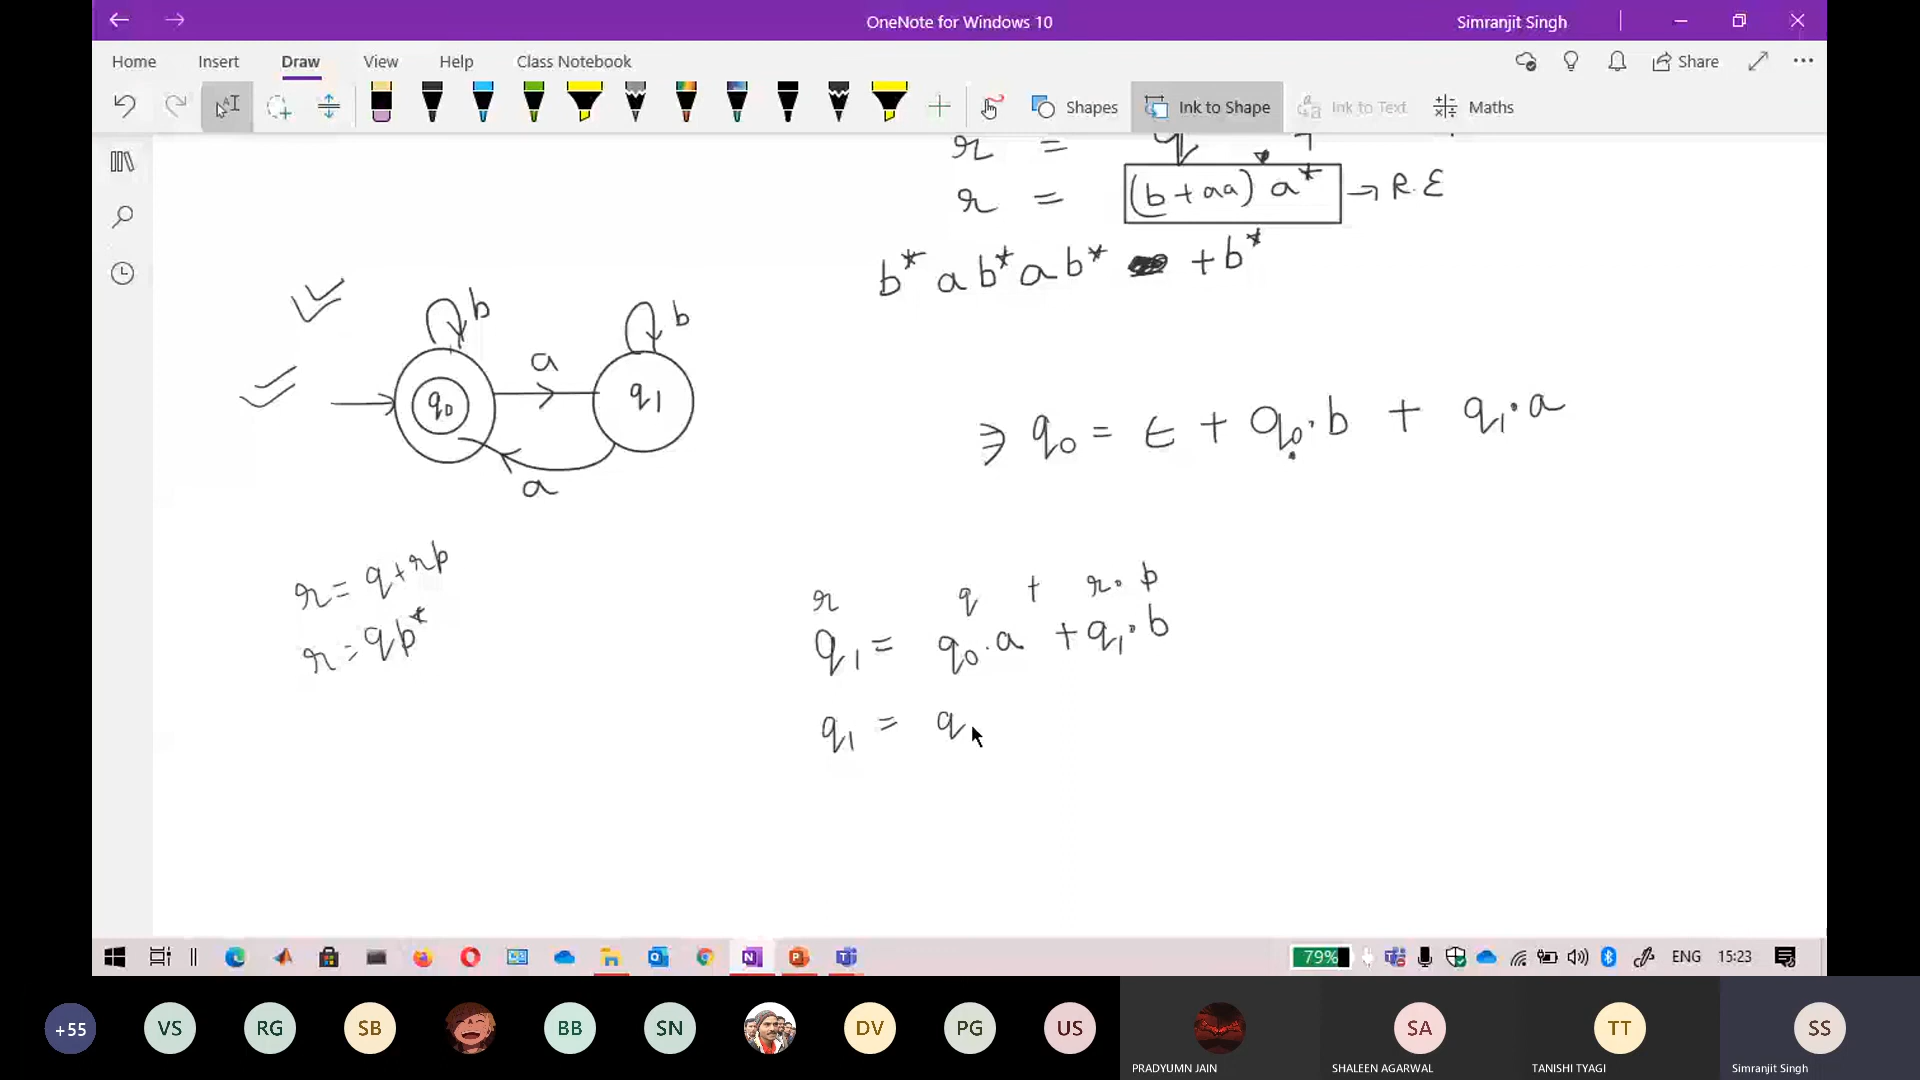 OneNote for Windows 10
Simranjit Singh
Home Insert Draw View Help Class Notebook
Share
Shapes Ink to Shape Ink to Text Maths
r = q
r = (b+aa) a* → R.E
b* a b* a b* + b*
b
b
a
q₀
q₁
a
⇒ q₀ = ε + q₀.b + q₁.a
r = q+rp
r = qp*
r q + r.p
q₁ = q₀.a + q₁.b
q₁ = q
79% ENG 15:23
+55 VS RG SB BB SN DV PG US SA TT SS
PRADYUMN JAIN SHALEEN AGARWAL TANISHI TYAGI Simranjit Singh